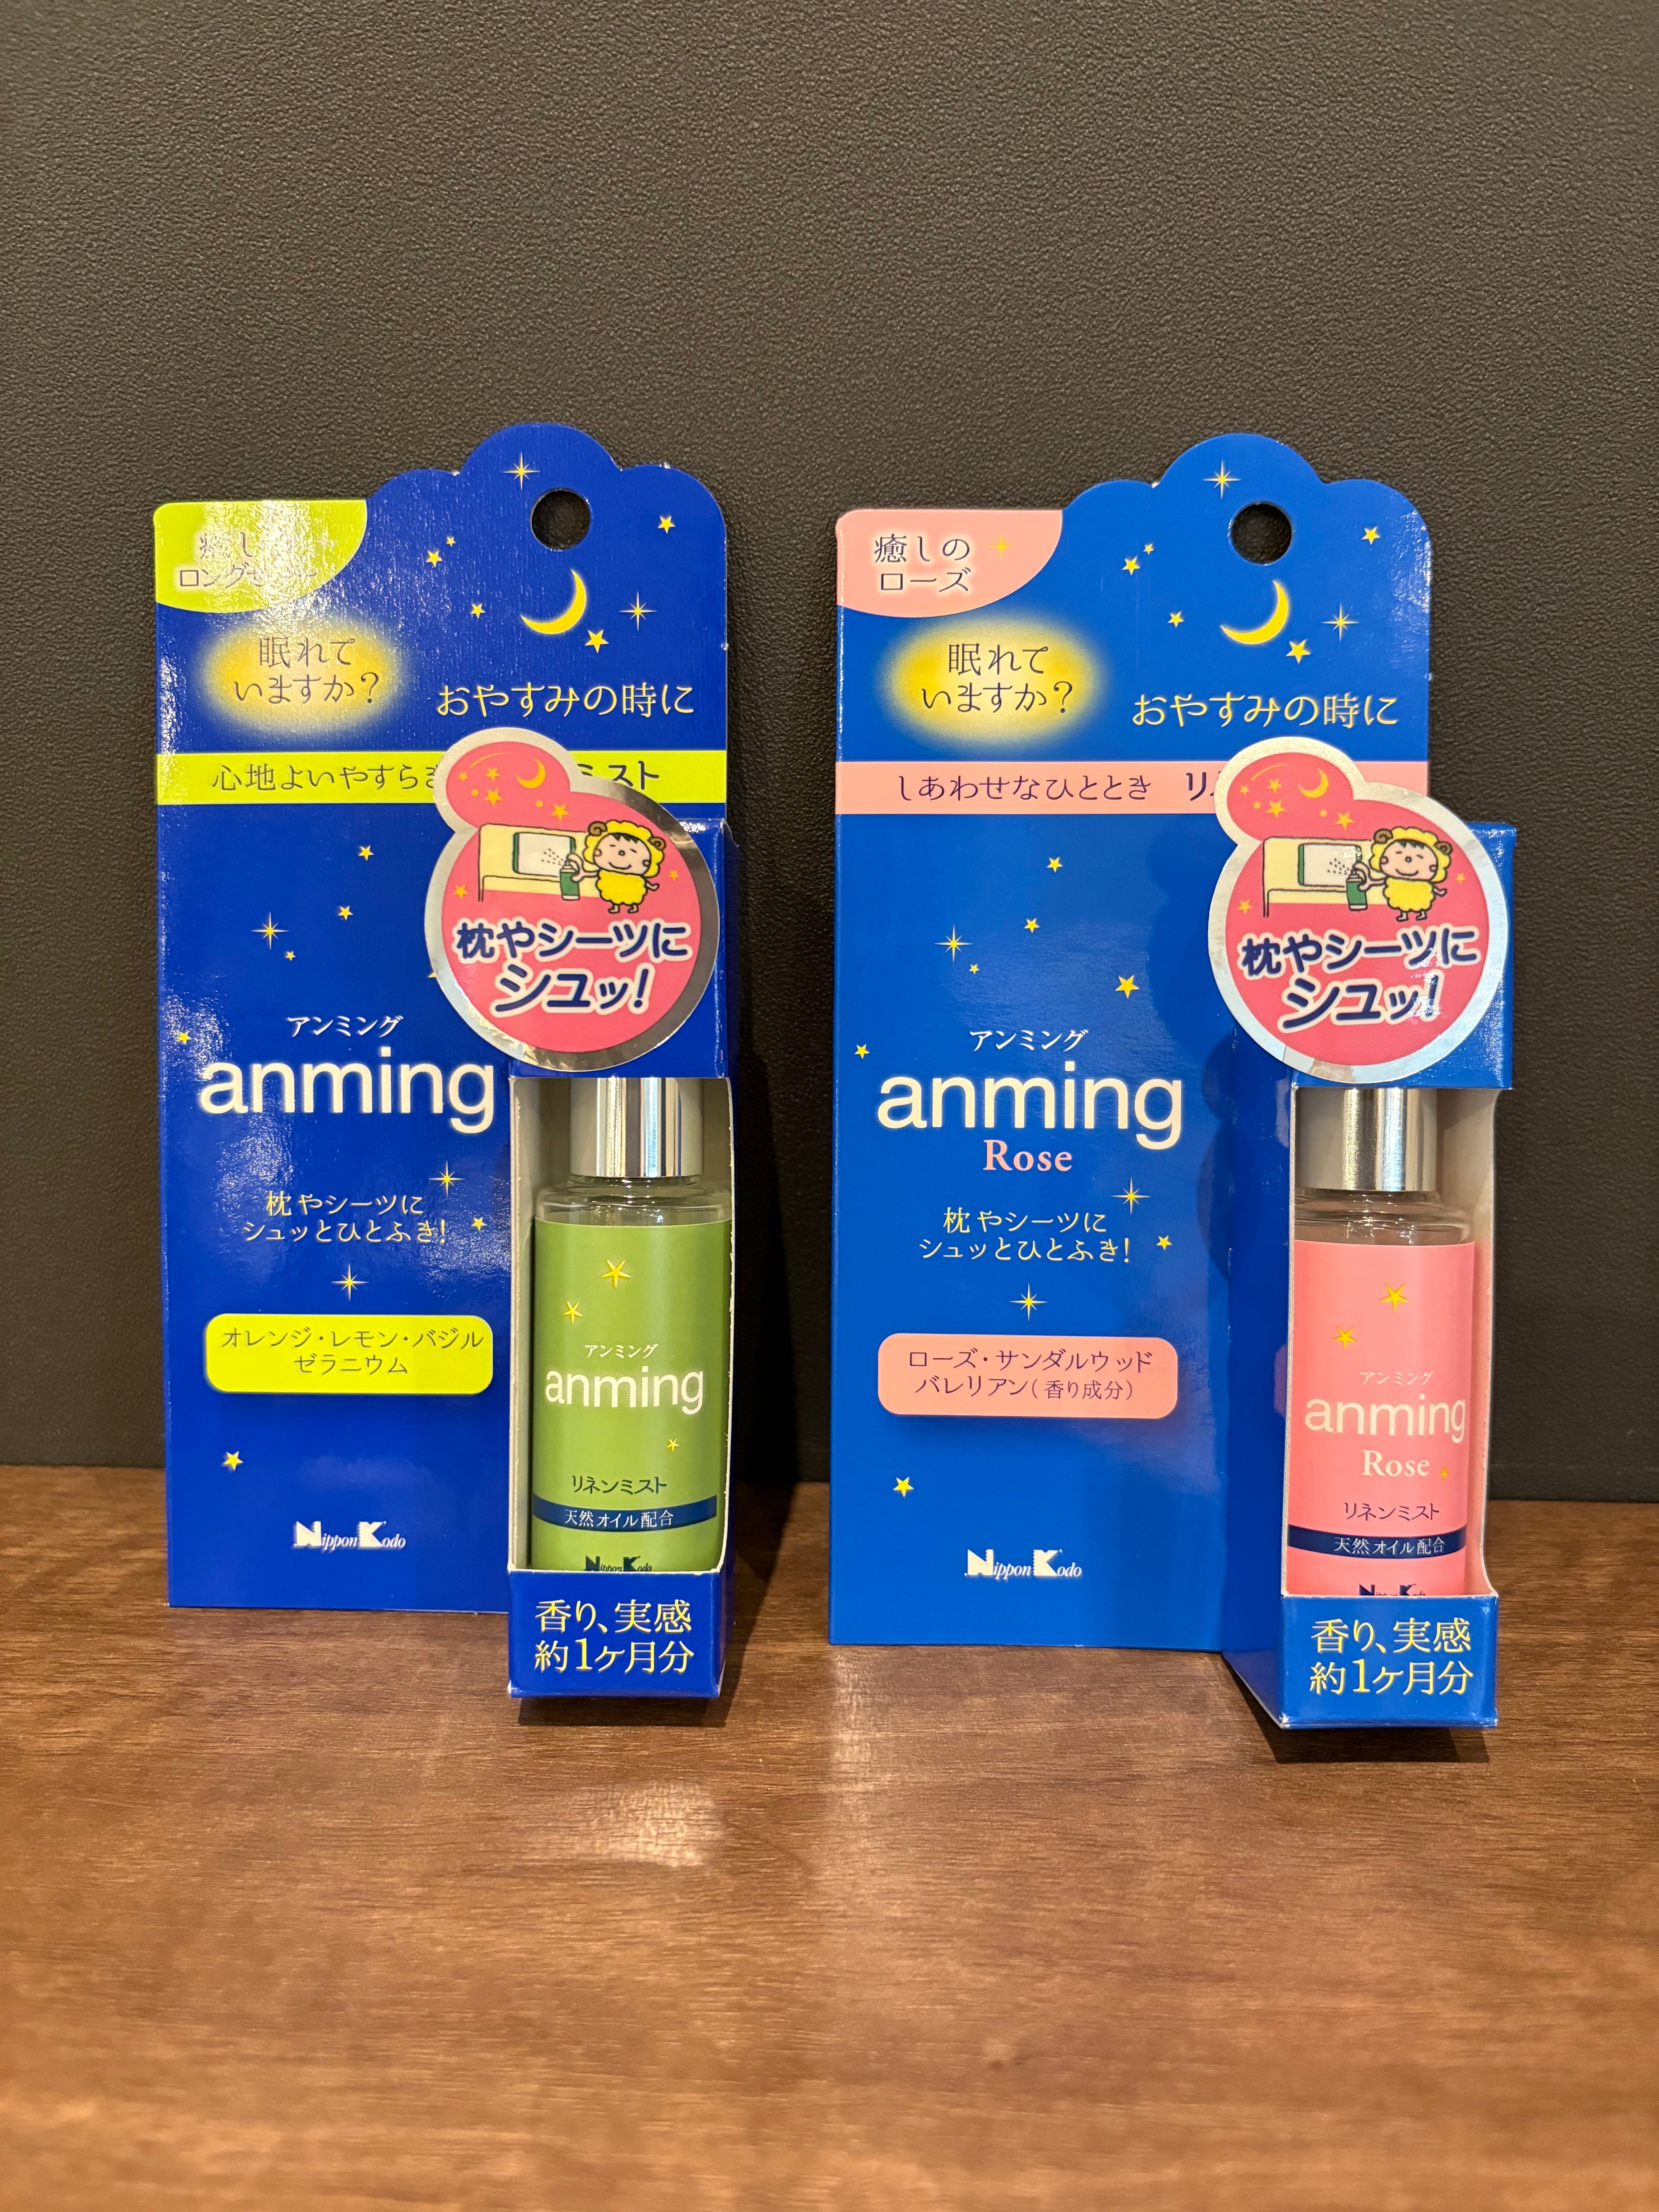 癒しの
眠れて
いますか？
おやすみの時に
心地よいやすらぎ
ミスト
枕やシーツに
シュッ！
アンミング
anming
枕やシーツに
シュッとひとふき！
オレンジ・レモン・バジル
ゼラニウム
Nippon Kodo
アンミング
anming
リネンミスト
天然オイル配合
Nippon Kodo
香り、実感
約1ヶ月分
癒しの
ローズ
眠れて
いますか？
おやすみの時に
しあわせなひととき
枕やシーツに
シュッ！
アンミング
anming
Rose
枕やシーツに
シュッとひとふき！
ローズ・サンダルウッド
バレリアン（香り成分）
Nippon Kodo
アンミング
anming
Rose
リネンミスト
天然オイル配合
Nippon Kodo
香り、実感
約1ヶ月分